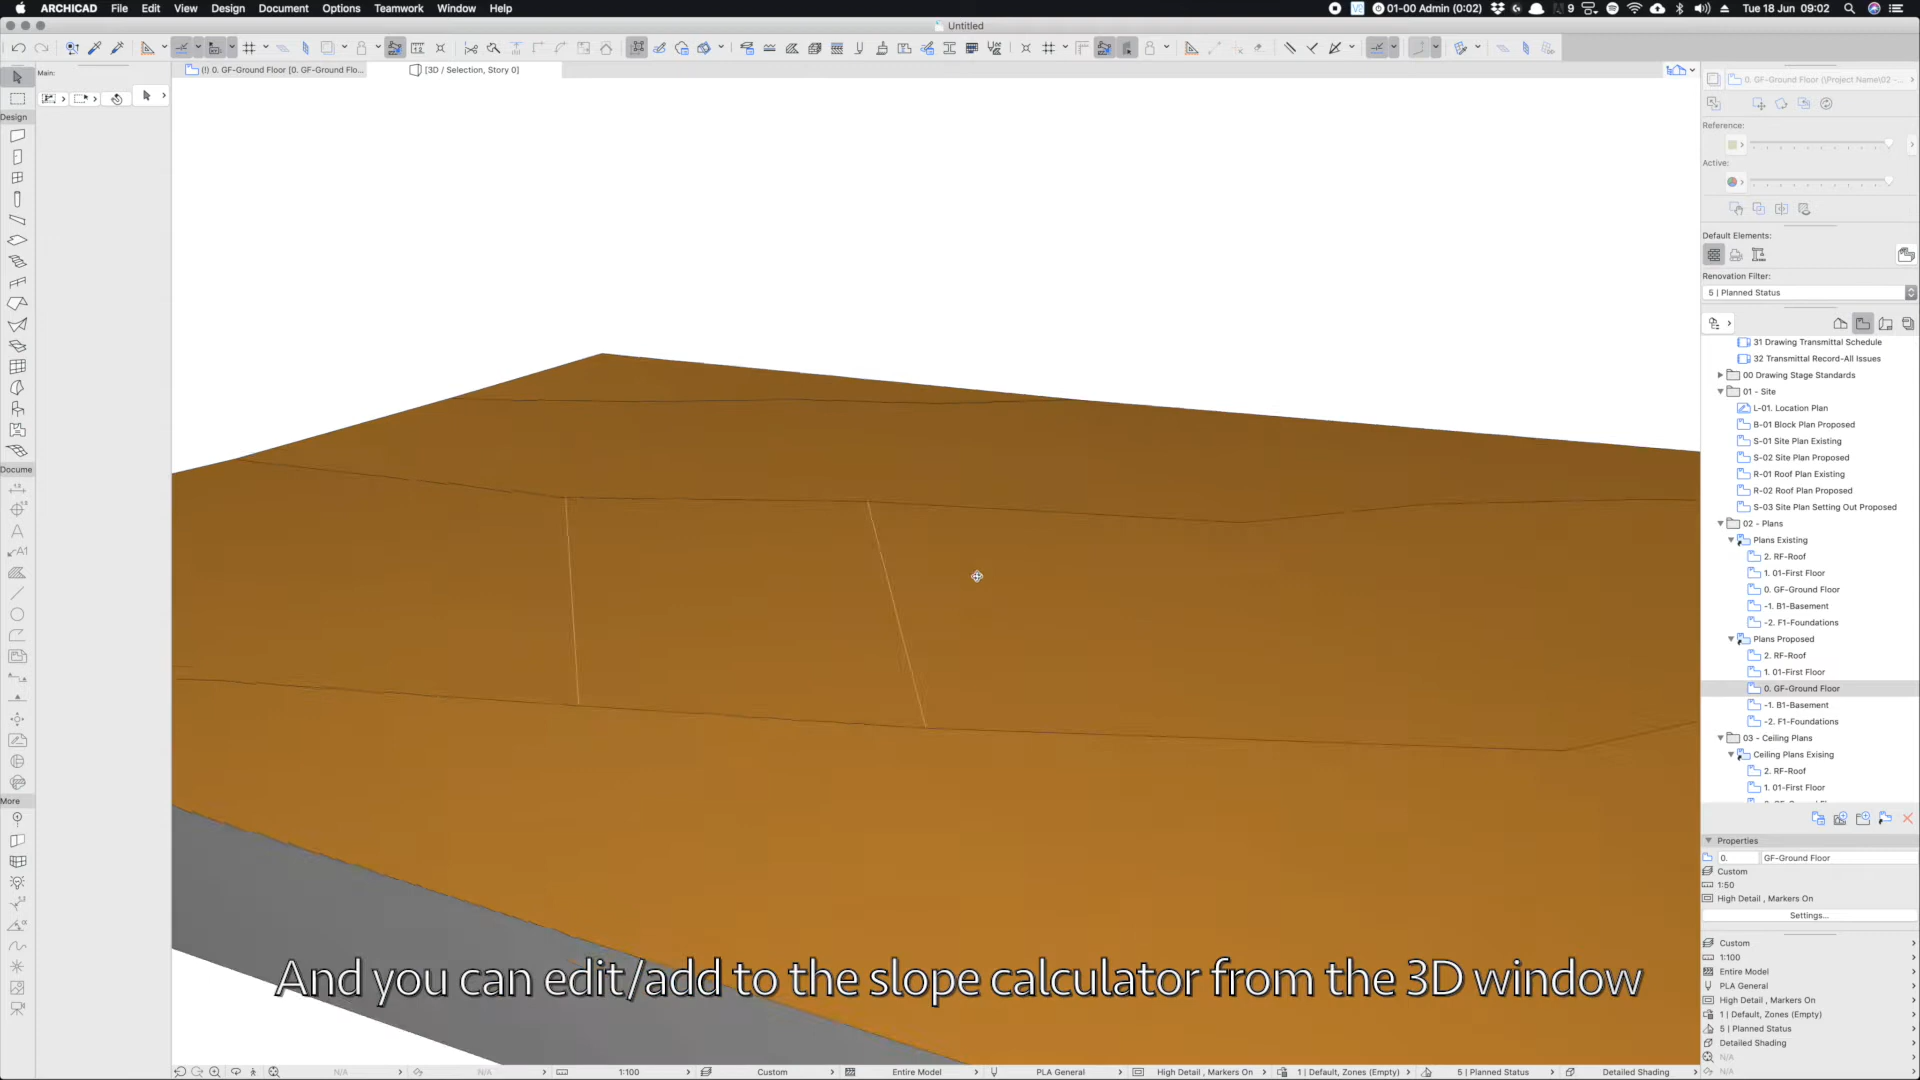 ARCHICAD File Edit View Design Document Options Teamwork Window Help
01-00 Admin (0:02) 9 Tue 18 Jun 09:02
Untitled
(!) 0. GF-Ground Floor [0. GF-Ground Flo...
[3D / Selection, Story 0]
Main:
Design
Docume
More
0. GF-Ground Floor (\Project Name\02 -...
Reference:
Active:
Default Elements:
Renovation Filter:
5 | Planned Status
31 Drawing Transmittal Schedule
32 Transmittal Record-All Issues
00 Drawing Stage Standards
01 - Site
L-01. Location Plan
B-01 Block Plan Proposed
S-01 Site Plan Existing
S-02 Site Plan Proposed
R-01 Roof Plan Existing
R-02 Roof Plan Proposed
S-03 Site Plan Setting Out Proposed
02 - Plans
Plans Existing
2. RF-Roof
1. 01-First Floor
0. GF-Ground Floor
-1. B1-Basement
-2. F1-Foundations
Plans Proposed
2. RF-Roof
1. 01-First Floor
0. GF-Ground Floor
-1. B1-Basement
-2. F1-Foundations
03 - Ceiling Plans
Ceiling Plans Exising
2. RF-Roof
1. 01-First Floor
Properties
0. GF-Ground Floor
Custom
1:50
High Detail , Markers On
Settings...
Custom
1:100
Entire Model
PLA General
High Detail , Markers On
1 | Default, Zones (Empty)
5 | Planned Status
Detailed Shading
N/A
N/A
And you can edit/add to the slope calculator from the 3D window
N/A N/A 1:100 Custom Entire Model PLA General High Detail , Markers On 1 | Default, Zones (Empty) 5 | Planned Status Detailed Shading